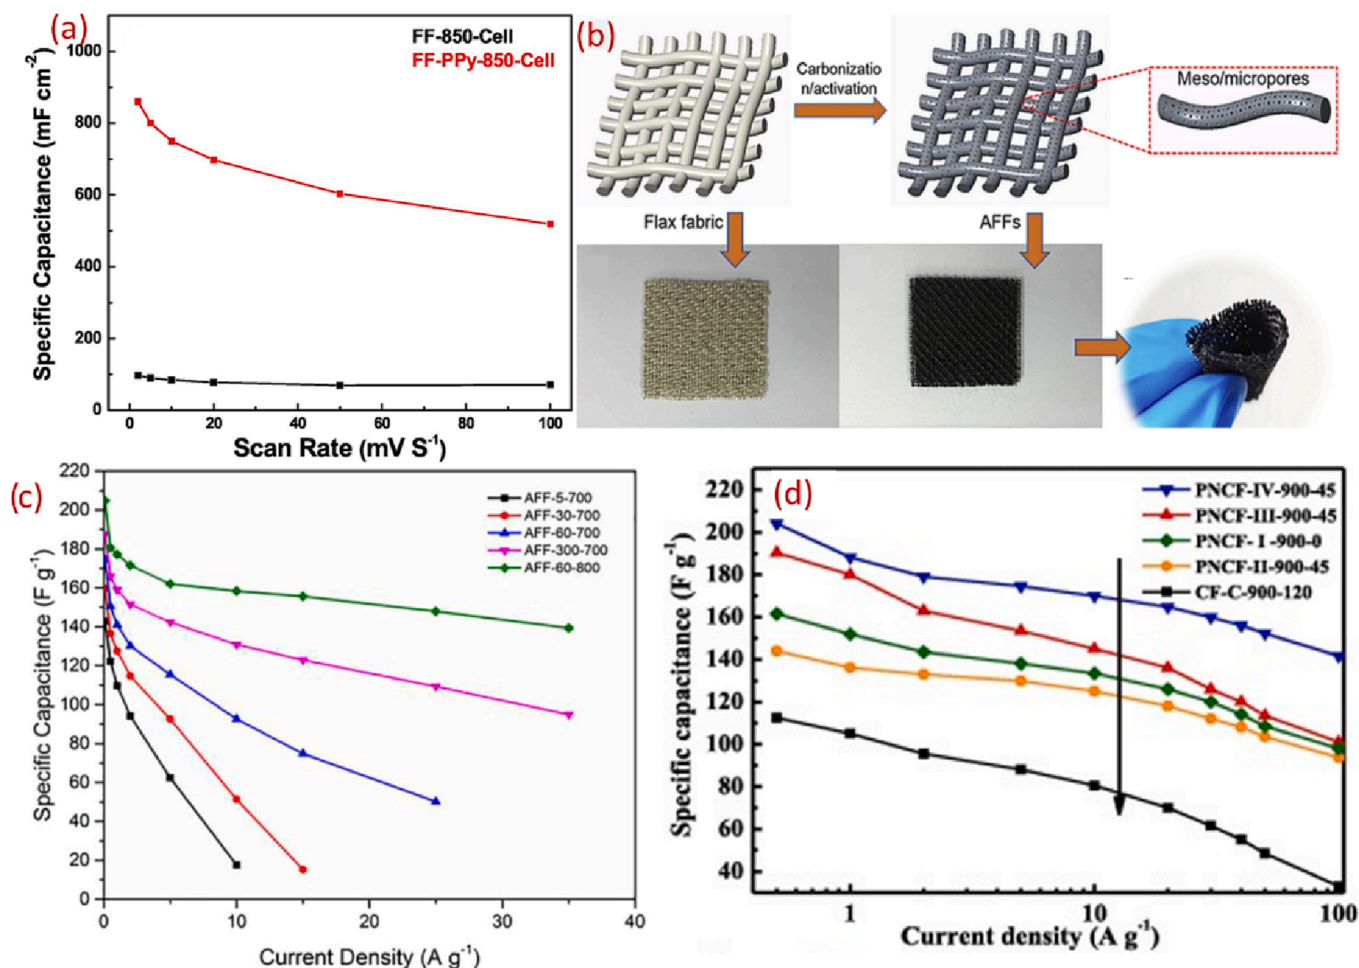 (a)
FF-850-Cell
FF-PPy-850-Cell
1000
800
600
400
200
0
Specific Capacitance (mF cm⁻²)
0 20 40 60 80 100
Scan Rate (mV S⁻¹)
(b)
Carbonizatio
n/activation
Meso/micropores
Flax fabric
AFFs
(c)
220
200
180
160
140
120
100
80
60
40
20
0
Specific Capacitance (F g⁻¹)
AFF-5-700
AFF-30-700
AFF-60-700
AFF-300-700
AFF-60-800
0 10 20 30 40
Current Density (A g⁻¹)
(d)
220
200
180
160
140
120
100
80
60
40
Specific capacitance (F g⁻¹)
PNCF-IV-900-45
PNCF-III-900-45
PNCF- I -900-0
PNCF-II-900-45
CF-C-900-120
1 10 100
Current density (A g⁻¹)